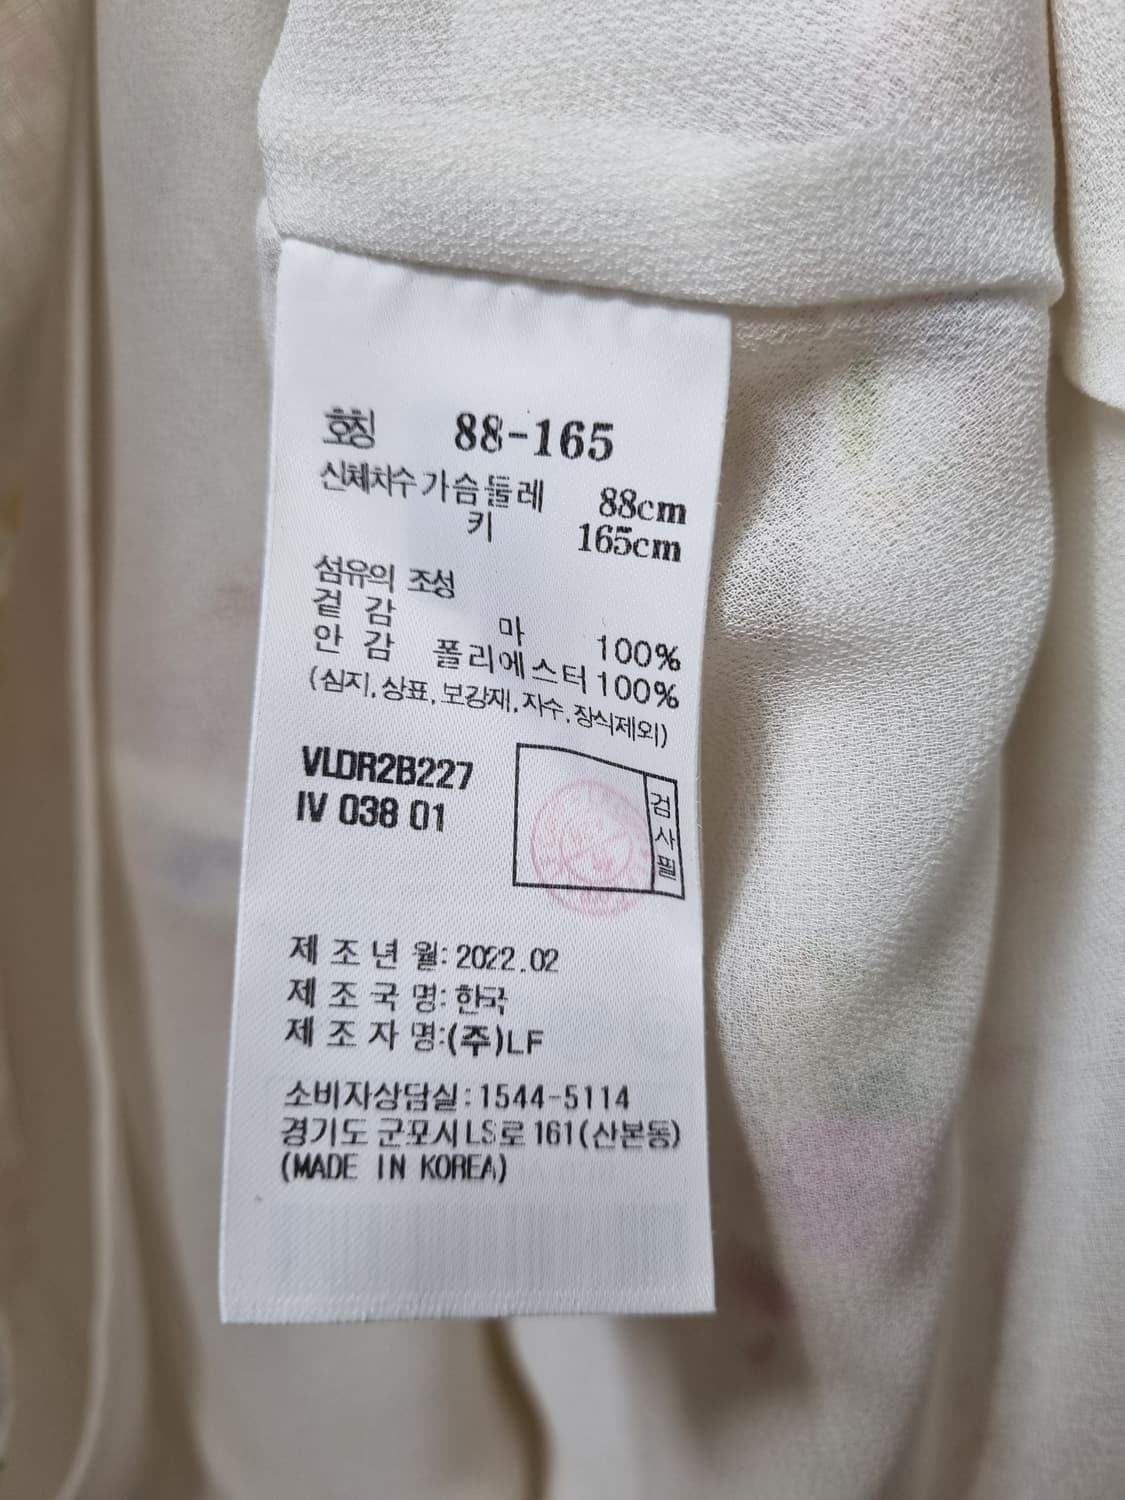 호칭 88-165
신체치수 가슴둘레 88cm
키 165cm
섬유의 조성
겉 감 마 100%
안 감 폴리에스터 100%
(심지, 상표, 보강재, 자수, 장식제외)
VLDR2B227
IV 038 01
검사필
제 조 년 월: 2022.02
제 조 국 명: 한국
제 조 자 명:(주)LF
소비자상담실: 1544-5114
경기도 군포시 LS로 161(산본동)
(MADE IN KOREA)